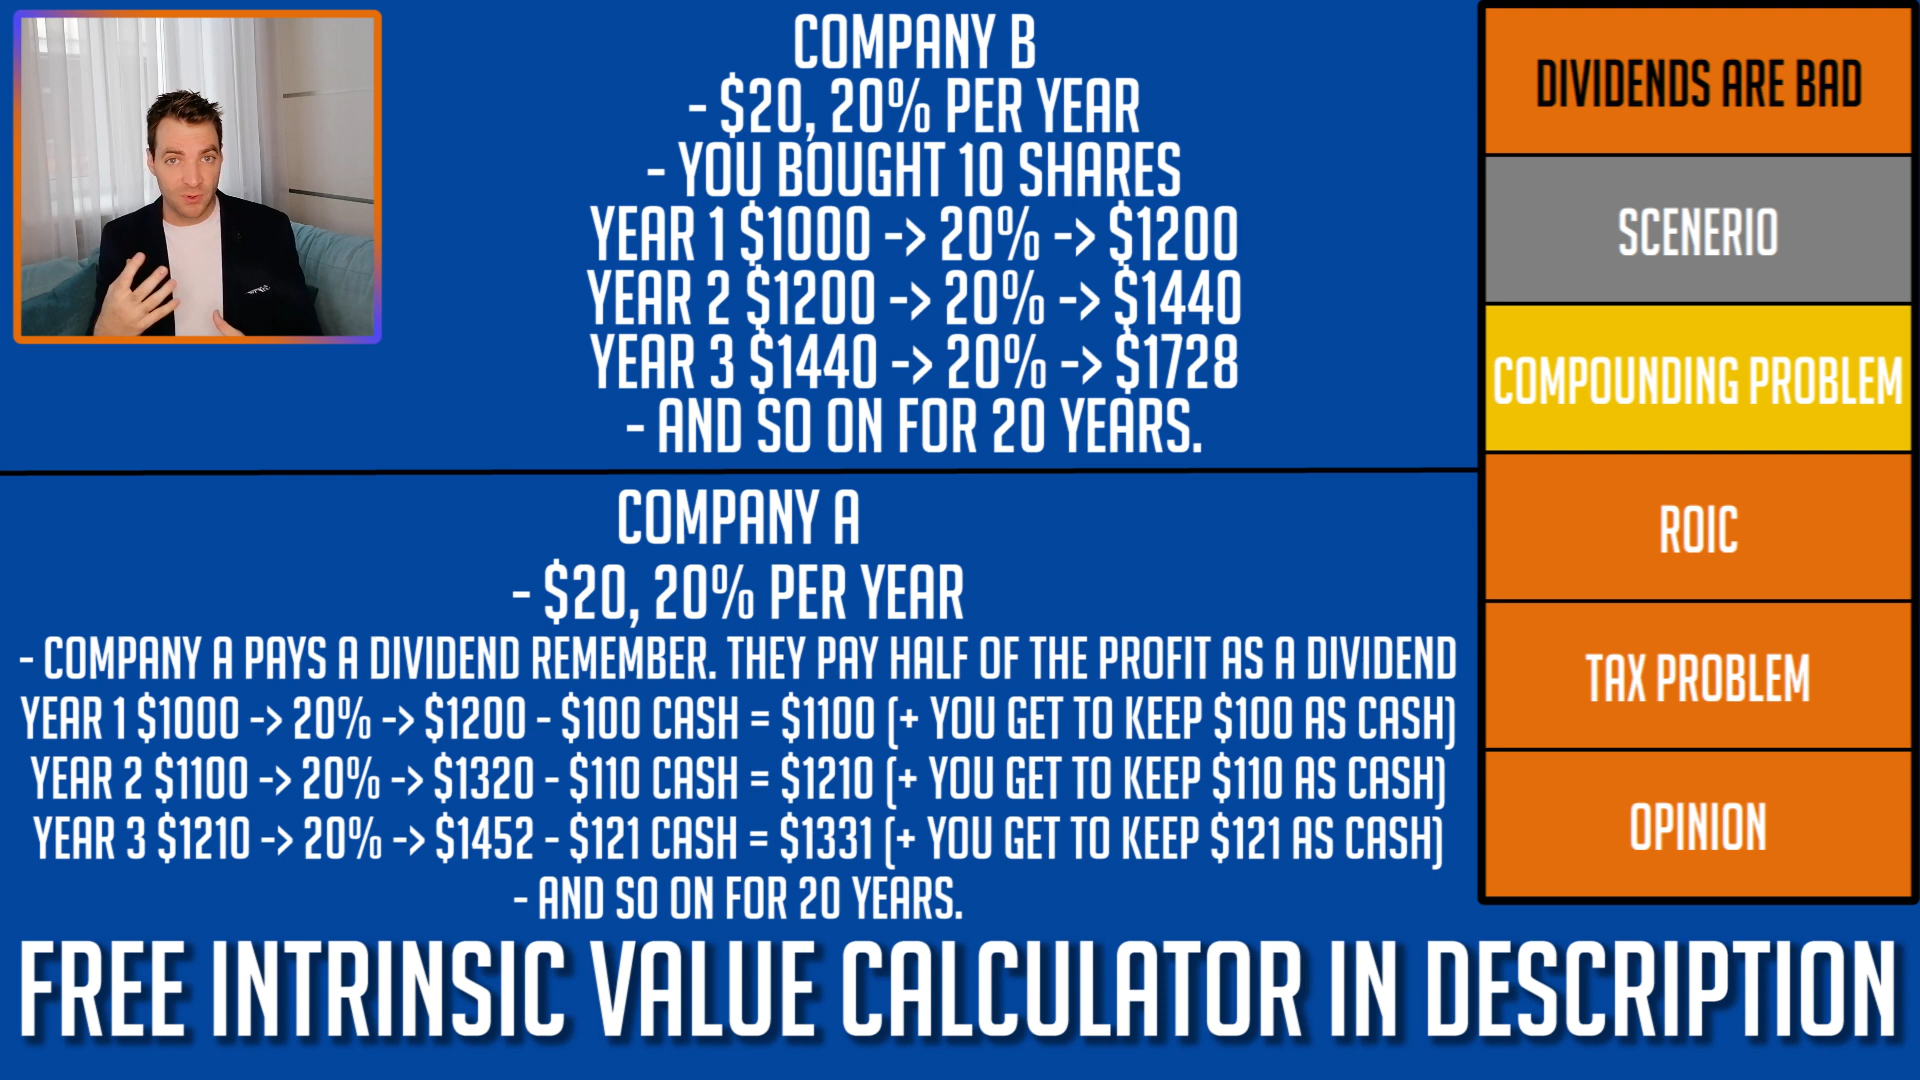 COMPANY B
- $20, 20% PER YEAR
- YOU BOUGHT 10 SHARES
YEAR 1 $1000 -> 20% -> $1200
YEAR 2 $1200 -> 20% -> $1440
YEAR 3 $1440 -> 20% -> $1728
- AND SO ON FOR 20 YEARS.
COMPANY A
- $20, 20% PER YEAR
- COMPANY A PAYS A DIVIDEND REMEMBER. THEY PAY HALF OF THE PROFIT AS A DIVIDEND
YEAR 1 $1000 -> 20% -> $1200 - $100 CASH = $1100 (+ YOU GET TO KEEP $100 AS CASH)
YEAR 2 $1100 -> 20% -> $1320 - $110 CASH = $1210 (+ YOU GET TO KEEP $110 AS CASH)
YEAR 3 $1210 -> 20% -> $1452 - $121 CASH = $1331 (+ YOU GET TO KEEP $121 AS CASH)
- AND SO ON FOR 20 YEARS.
DIVIDENDS ARE BAD
SCENERIO
COMPOUNDING PROBLEM
ROIC
TAX PROBLEM
OPINION
FREE INTRINSIC VALUE CALCULATOR IN DESCRIPTION